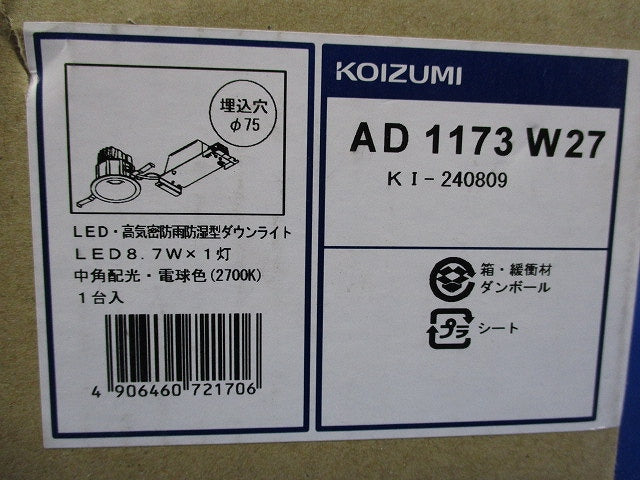 埋込穴
φ75
LED・高気密防雨防湿型ダウンライト
LED8.7W×1灯
中角配光・電球色(2700K)
1台入
4 906460 721706
KOIZUMI
AD 1173 W27
KI-240809
箱・緩衝材
ダンボール
プラ シート